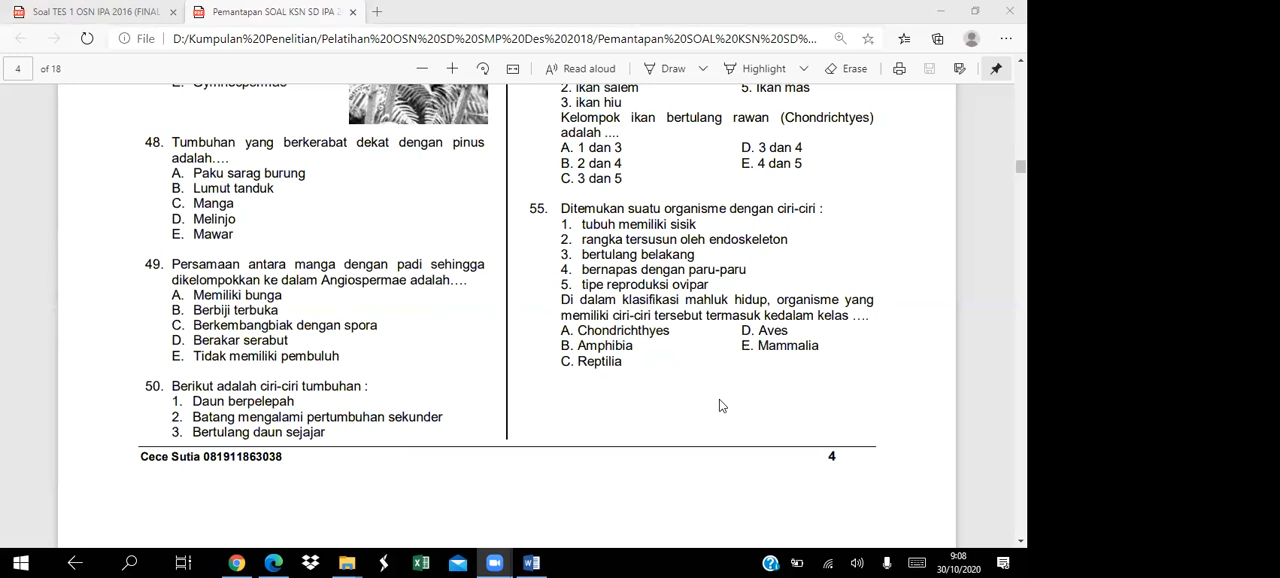 Soal TES 1 OSN IPA 2016 (FINAL
Pemantapan SOAL KSN SD IPA 2
File
D:/Kumpulan%20Penelitian/Pelatihan%20OSN%20SD%20SMP%20Des%202018/Pemantapan%20SOAL%20KSN%20SD%...
4 of 18
Read aloud
Draw
Highlight
Erase
E. Gymnospermae
48. Tumbuhan yang berkerabat dekat dengan pinus
adalah....
A. Paku sarag burung
B. Lumut tanduk
C. Manga
D. Melinjo
E. Mawar
49. Persamaan antara manga dengan padi sehingga
dikelompokkan ke dalam Angiospermae adalah....
A. Memiliki bunga
B. Berbiji terbuka
C. Berkembangbiak dengan spora
D. Berakar serabut
E. Tidak memiliki pembuluh
50. Berikut adalah ciri-ciri tumbuhan :
1. Daun berpelepah
2. Batang mengalami pertumbuhan sekunder
3. Bertulang daun sejajar
2. ikan salem 5. Ikan mas
3. ikan hiu
Kelompok ikan bertulang rawan (Chondrichtyes)
adalah ....
A. 1 dan 3 D. 3 dan 4
B. 2 dan 4 E. 4 dan 5
C. 3 dan 5
55. Ditemukan suatu organisme dengan ciri-ciri :
1. tubuh memiliki sisik
2. rangka tersusun oleh endoskeleton
3. bertulang belakang
4. bernapas dengan paru-paru
5. tipe reproduksi ovipar
Di dalam klasifikasi mahluk hidup, organisme yang
memiliki ciri-ciri tersebut termasuk kedalam kelas ....
A. Chondrichthyes D. Aves
B. Amphibia E. Mammalia
C. Reptilia
Cece Sutia 081911863038 4
9:08
30/10/2020